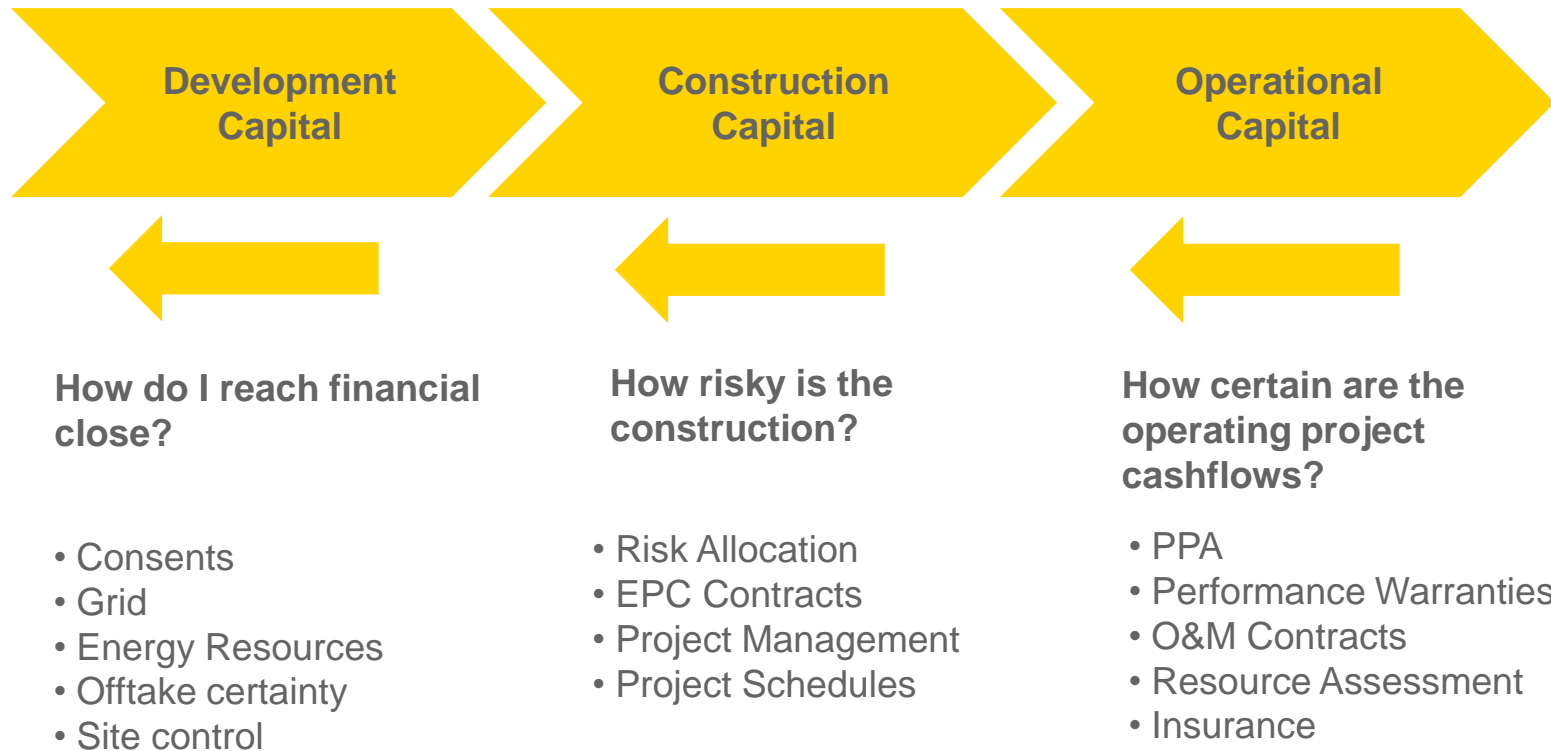 Development
Capital
Construction
Capital
Operational
Capital
How do I reach financial
close?
• Consents
• Grid
• Energy Resources
• Offtake certainty
• Site control
How risky is the
construction?
• Risk Allocation
• EPC Contracts
• Project Management
• Project Schedules
How certain are the
operating project
cashflows?
• PPA
• Performance Warranties
• O&M Contracts
• Resource Assessment
• Insurance